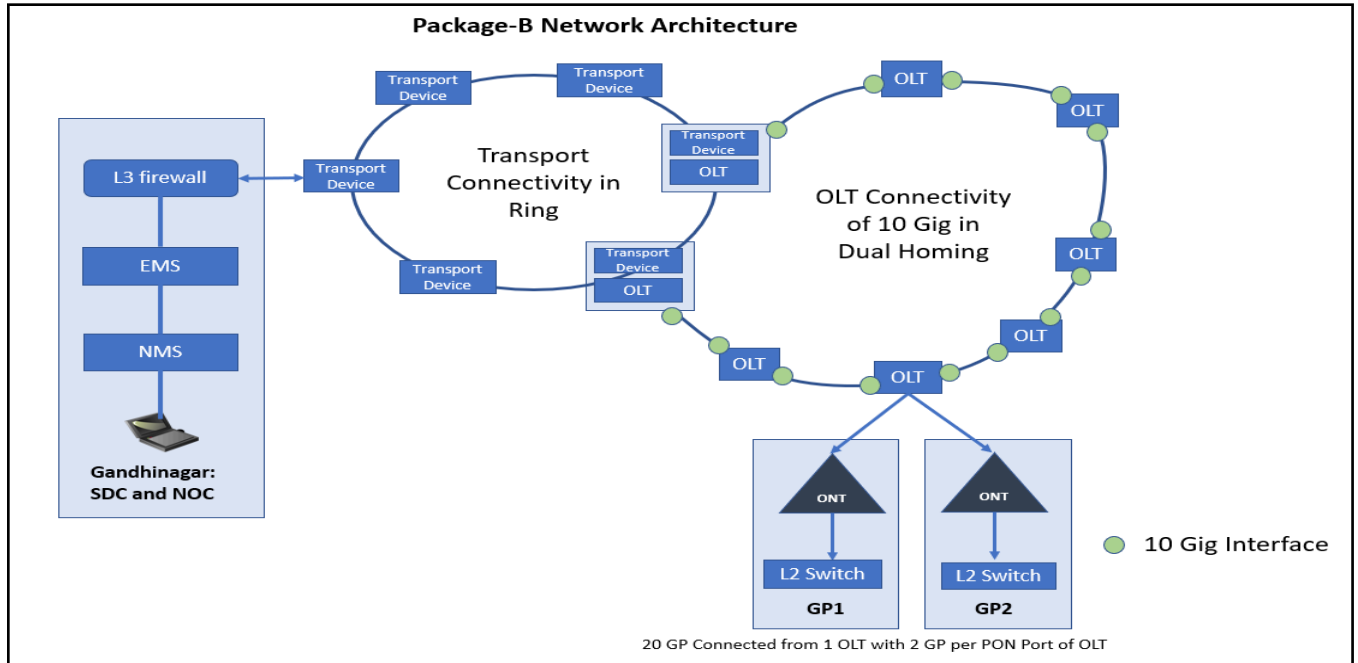 Package-B Network Architecture
Transport
Device
Transport
Device
Transport
Device
Transport
Device
OLT
Transport
Device
Transport
Device
OLT
Transport
Device
Transport
Connectivity in
Ring
L3 firewall
EMS
NMS
Gandhinagar:
SDC and NOC
OLT
OLT
OLT
OLT
OLT
OLT
OLT Connectivity
of 10 Gig in
Dual Homing
ONT
L2 Switch
GP1
ONT
L2 Switch
GP2
10 Gig Interface
20 GP Connected from 1 OLT with 2 GP per PON Port of OLT